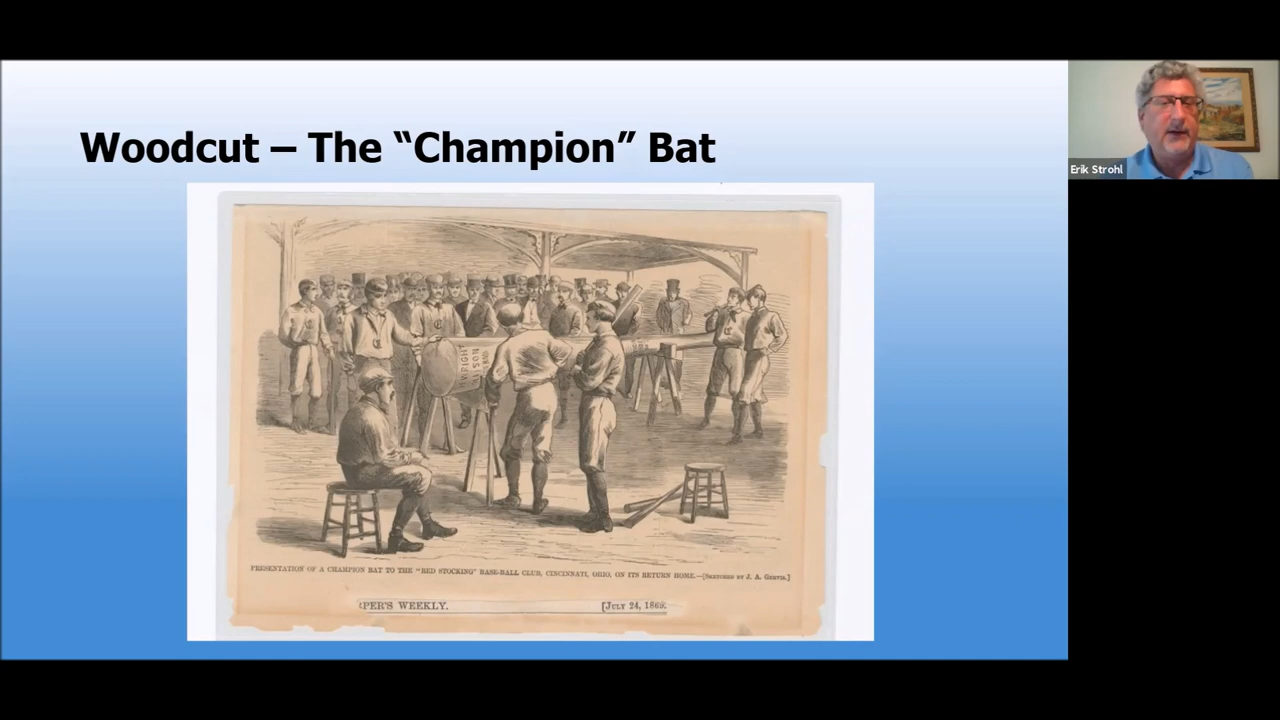 Woodcut – The “Champion” Bat
Erik Strohl
C
C
PRESENTATION OF A CHAMPION BAT TO THE “RED STOCKING” BASE-BALL CLUB, CINCINNATI, OHIO, ON ITS RETURN HOME.—[Sketched by J. A.
PER'S WEEKLY. [July 24, 1869.